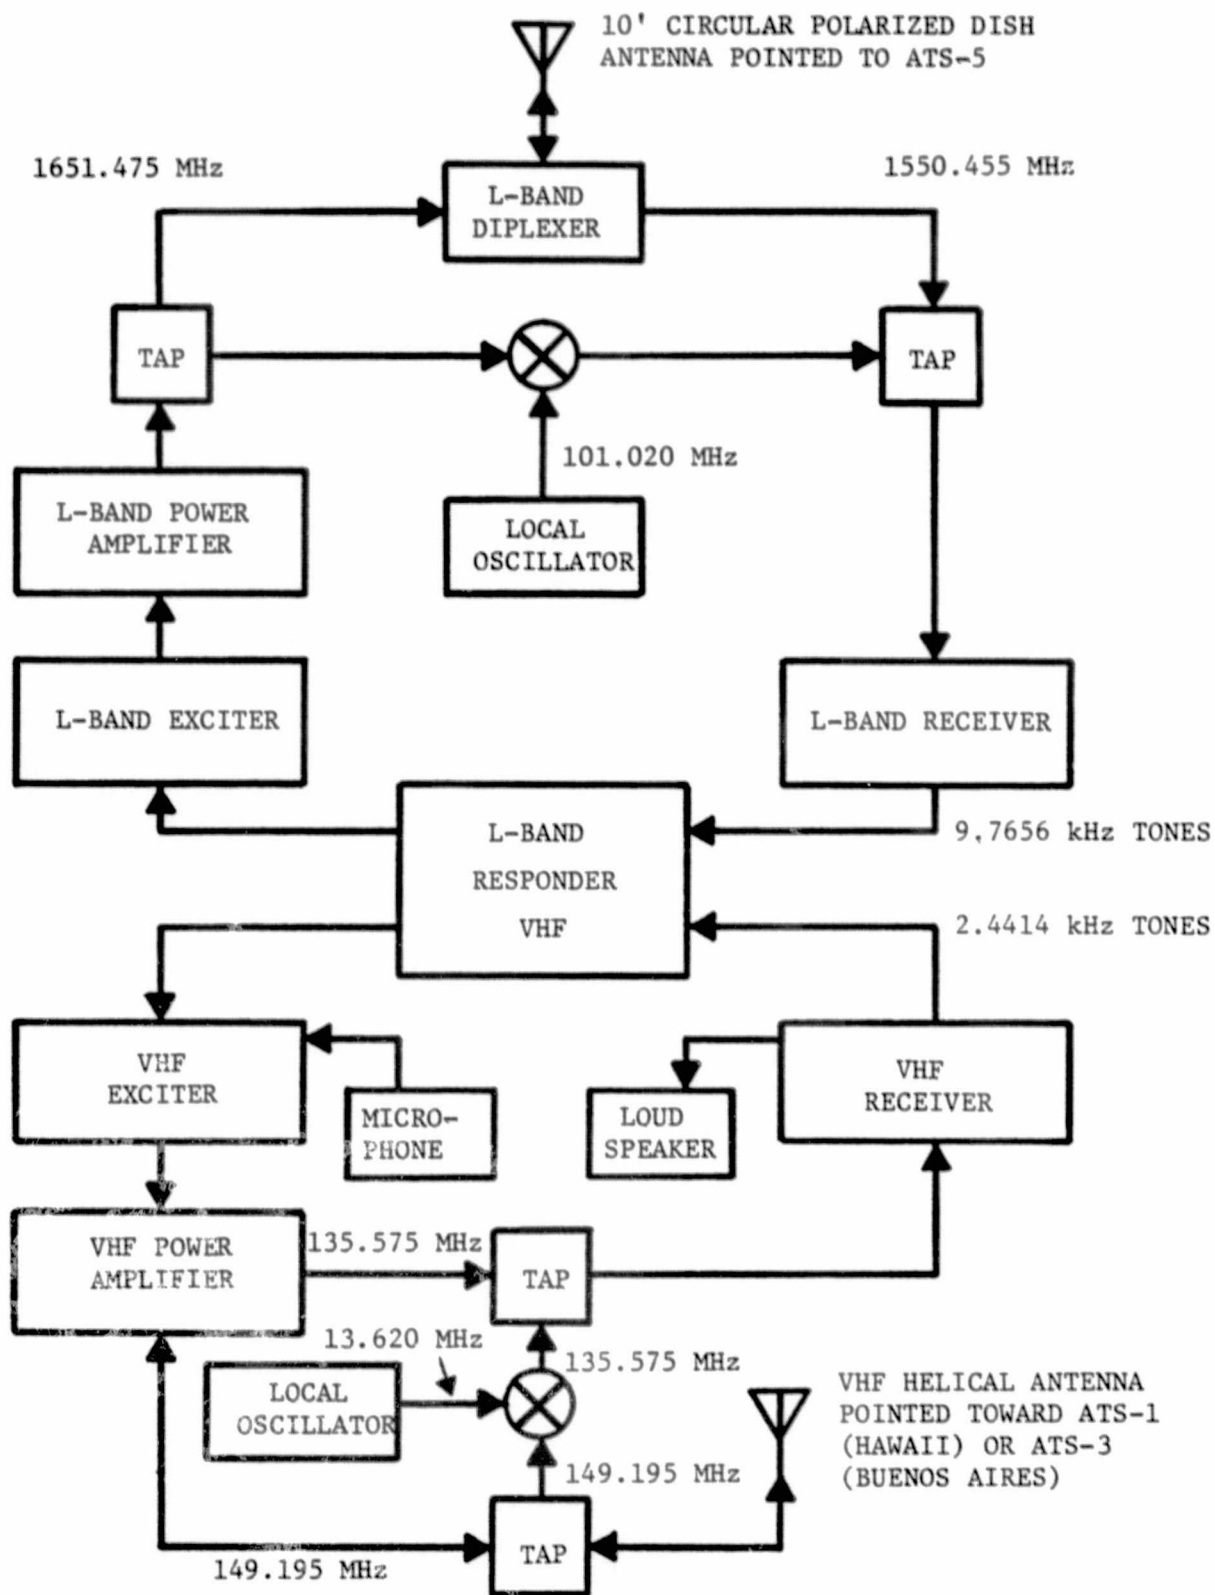 10' CIRCULAR POLARIZED DISH
ANTENNA POINTED TO ATS-5
1651.475 MHz
1550.455 MHz
L-BAND
DIPLEXER
TAP
TAP
101.020 MHz
L-BAND POWER
AMPLIFIER
LOCAL
OSCILLATOR
L-BAND EXCITER
L-BAND RECEIVER
L-BAND
RESPONDER
VHF
9.7656 kHz TONES
2.4414 kHz TONES
VHF
EXCITER
MICRO-
PHONE
LOUD
SPEAKER
VHF
RECEIVER
VHF POWER
AMPLIFIER
135.575 MHz
TAP
13.620 MHz
135.575 MHz
LOCAL
OSCILLATOR
VHF HELICAL ANTENNA
POINTED TOWARD ATS-1
(HAWAII) OR ATS-3
(BUENOS AIRES)
149.195 MHz
TAP
149.195 MHz